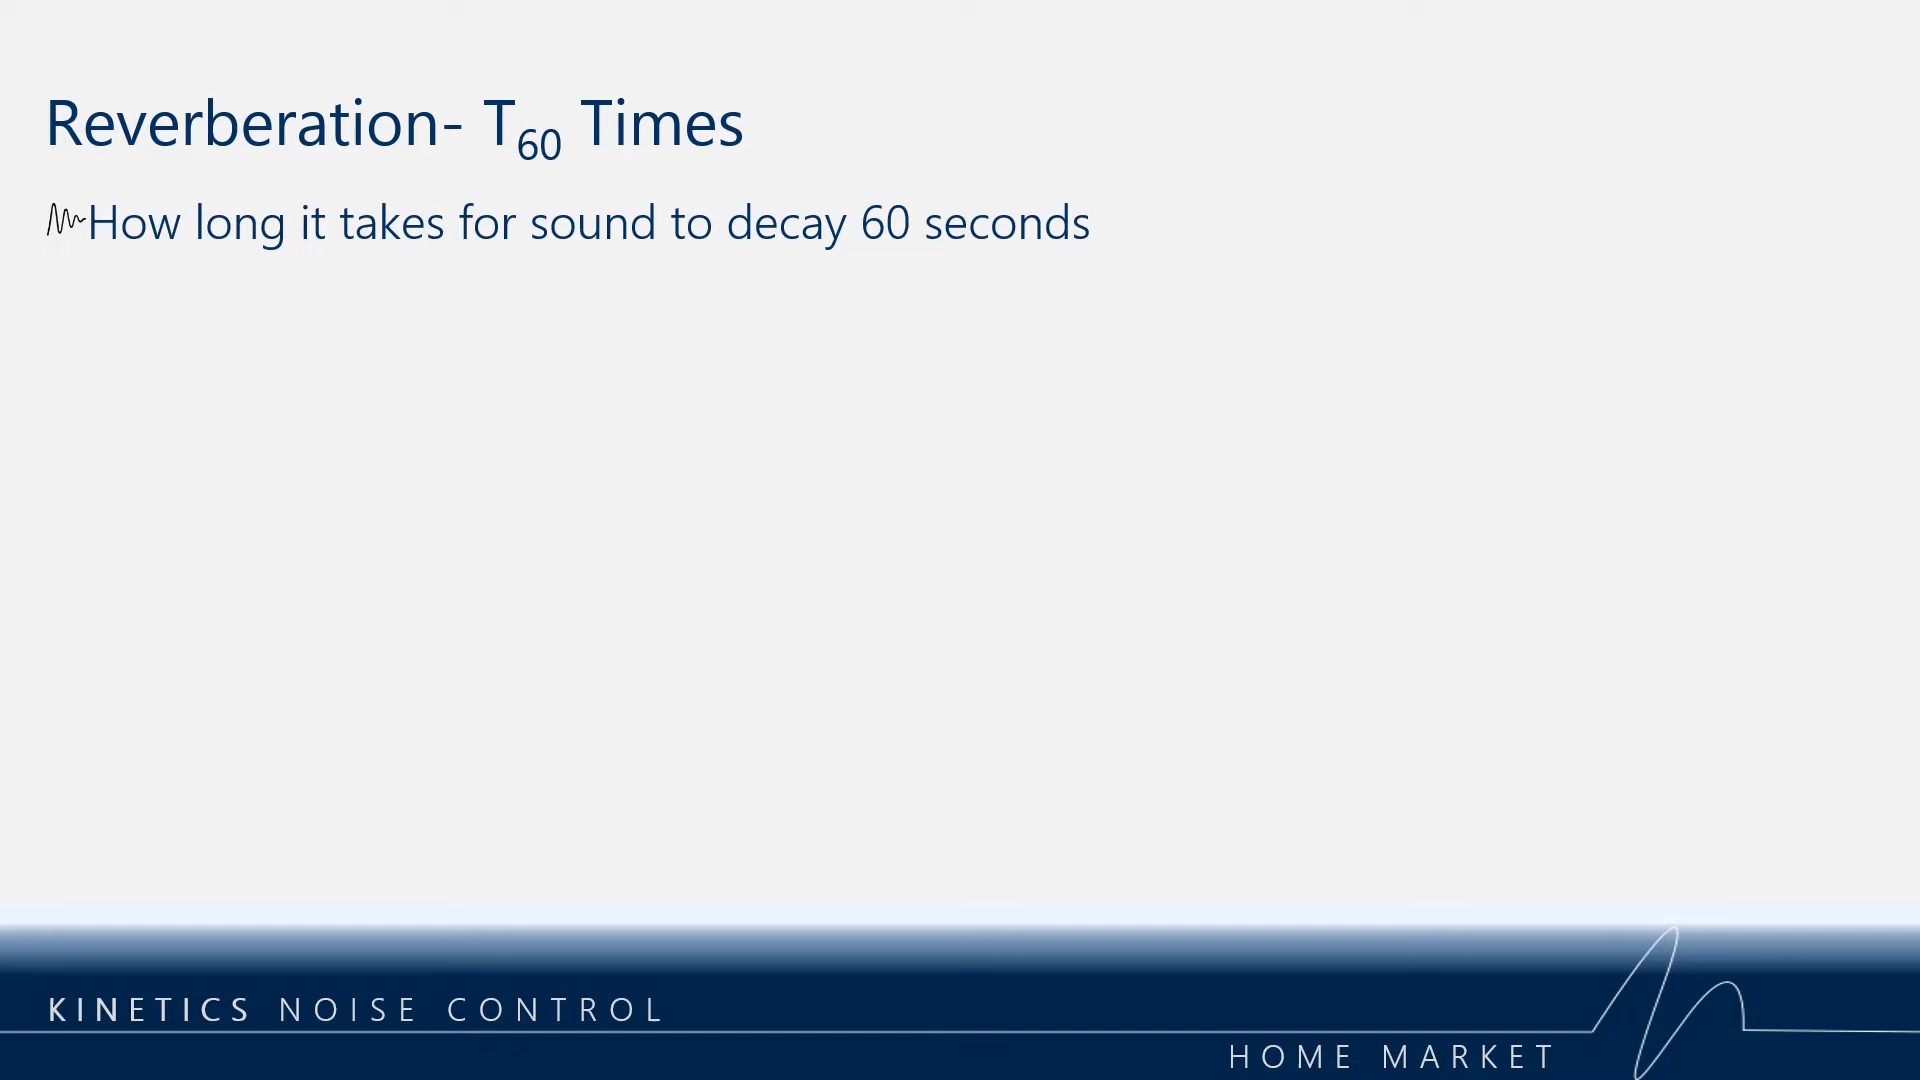 Reverberation- T60 Times
How long it takes for sound to decay 60 seconds
KINETICS NOISE CONTROL
HOME MARKET